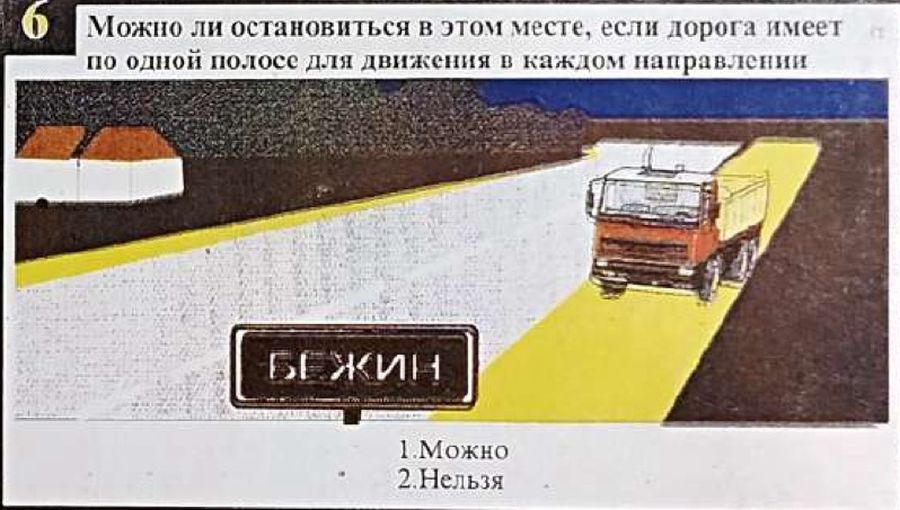 6
Можно ли остановиться в этом месте, если дорога имеет
по одной полосе для движения в каждом направлении
БЕЖИН
1.Можно
2.Нельзя